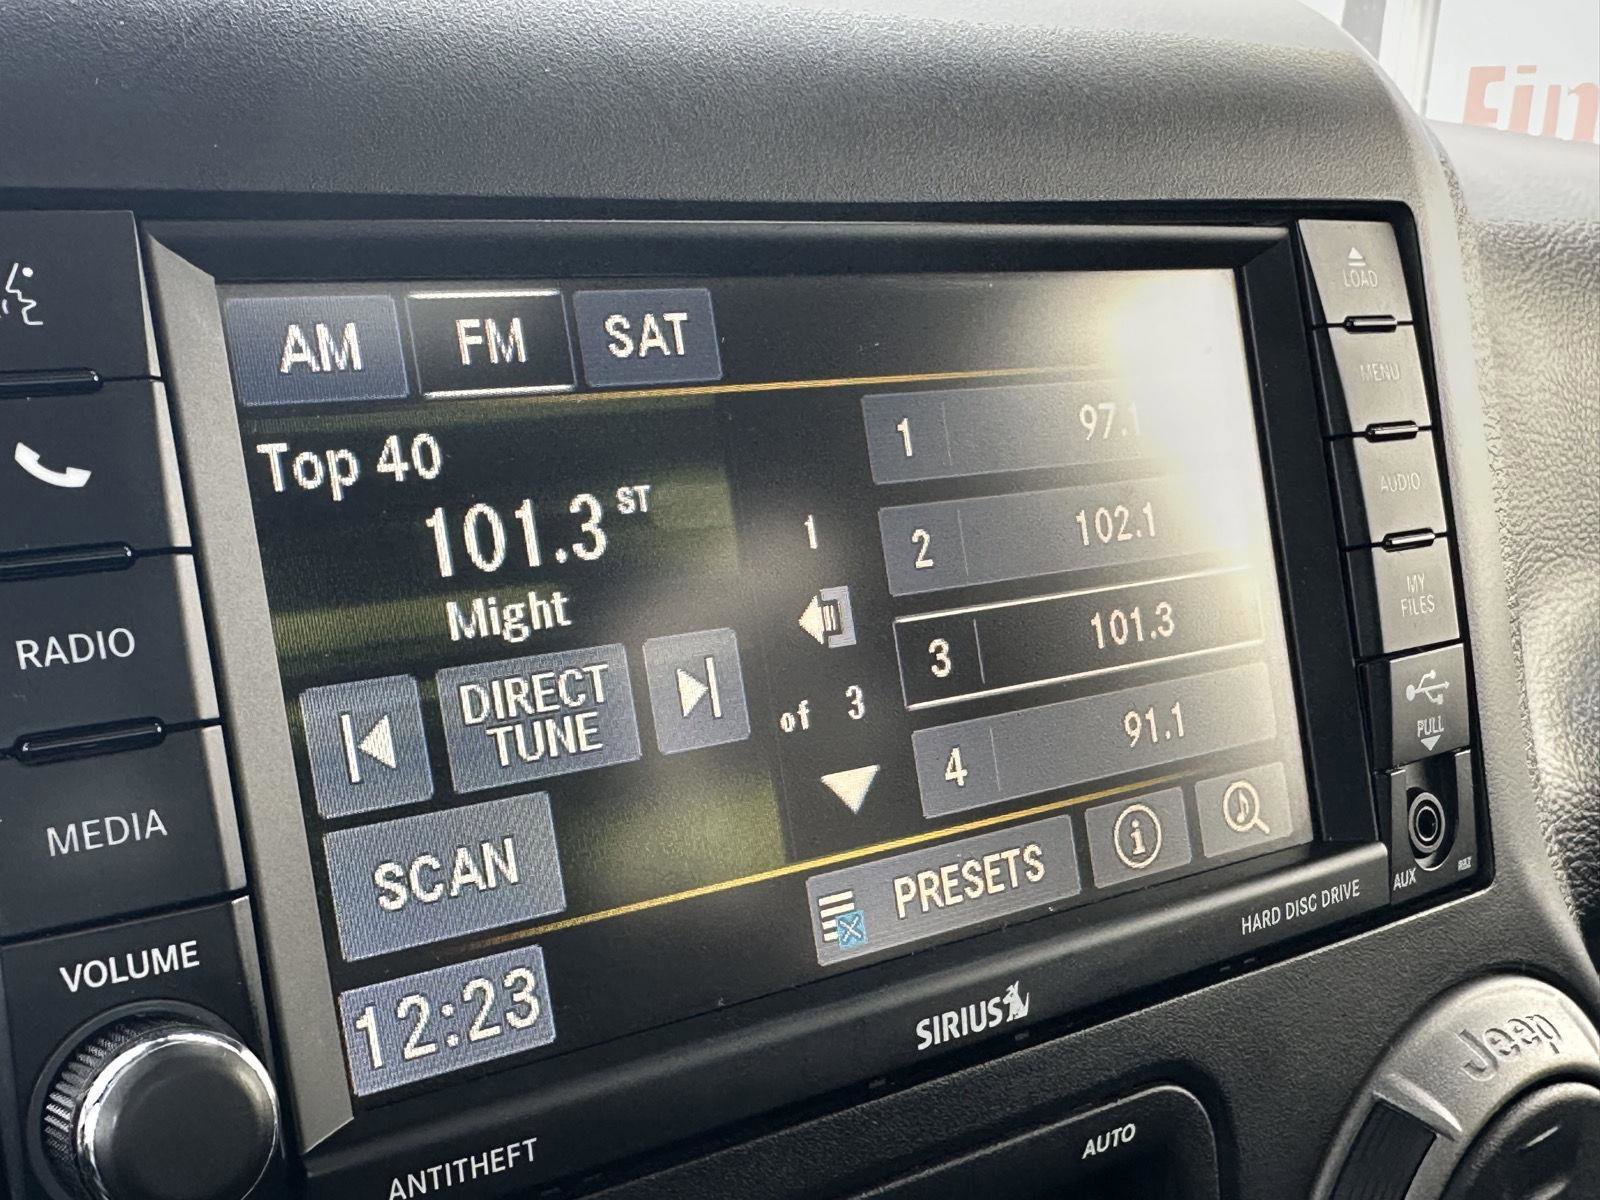 Ein
LOAD
MENU
AUDIO
MY
FILES
PULL
AUX
RADIO
MEDIA
VOLUME
AM FM SAT
Top 40
101.3 ST
Might
DIRECT
TUNE
SCAN
12:23
1
of 3
1 97.1
2 102.1
3 101.3
4 91.1
PRESETS
i
HARD DISC DRIVE
SIRIUS
ANTITHEFT
AUTO
Jeep